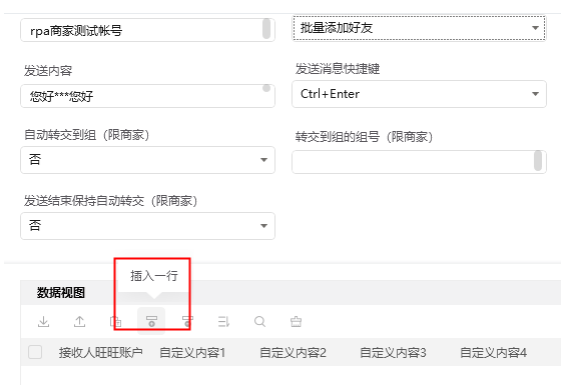 rpa商家测试帐号
批量添加好友
发送内容
发送消息快捷键
您好***您好
Ctrl+Enter
自动转交到组（限商家）
转交到组的组号（限商家）
否
发送结束保持自动转交（限商家）
否
插入一行
数据视图
接收人旺旺账户 自定义内容1 自定义内容2 自定义内容3 自定义内容4